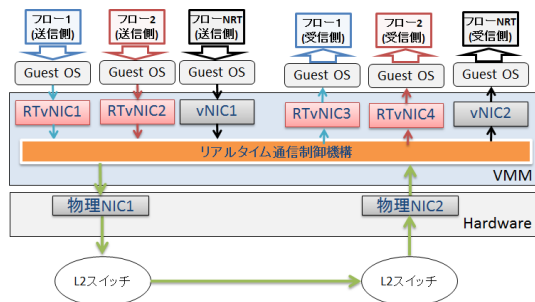 フロー1
(送信側)
フロー2
(送信側)
フローNRT
(送信側)
フロー1
(受信側)
フロー2
(受信側)
フローNRT
(受信側)
Guest OS
Guest OS
Guest OS
Guest OS
Guest OS
Guest OS
RTvNIC1
RTvNIC2
vNIC1
RTvNIC3
RTvNIC4
vNIC2
リアルタイム通信制御機構
VMM
物理NIC1
物理NIC2
Hardware
L2スイッチ
L2スイッチ